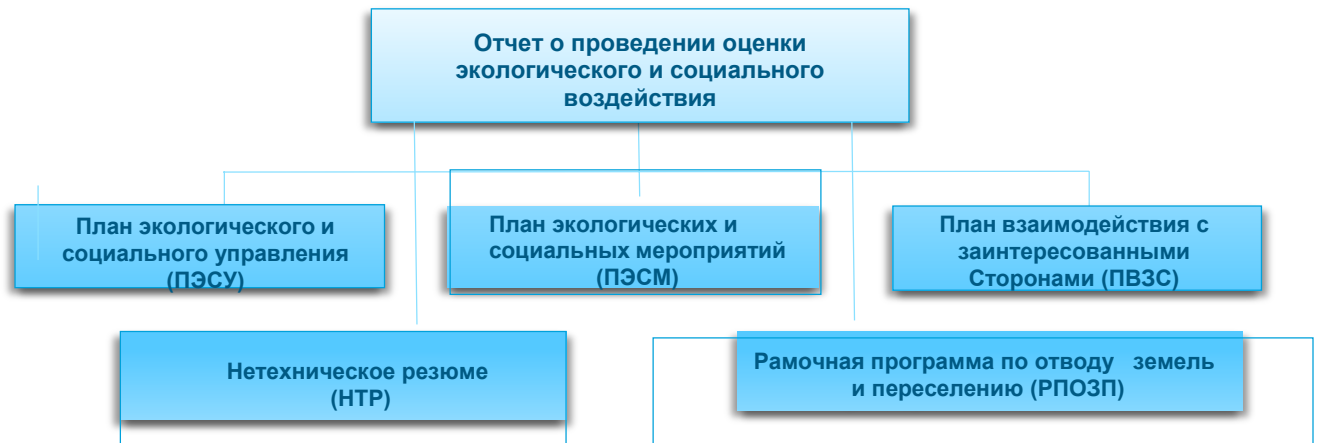 Отчет о проведении оценки
экологического и социального
воздействия
План экологического и
социального управления
(ПЭСУ)
План экологических и
социальных мероприятий
(ПЭСМ)
План взаимодействия с
заинтересованными
Сторонами (ПВЗС)
Нетехническое резюме
(НТР)
Рамочная программа по отводу земель
и переселению (РПОЗП)